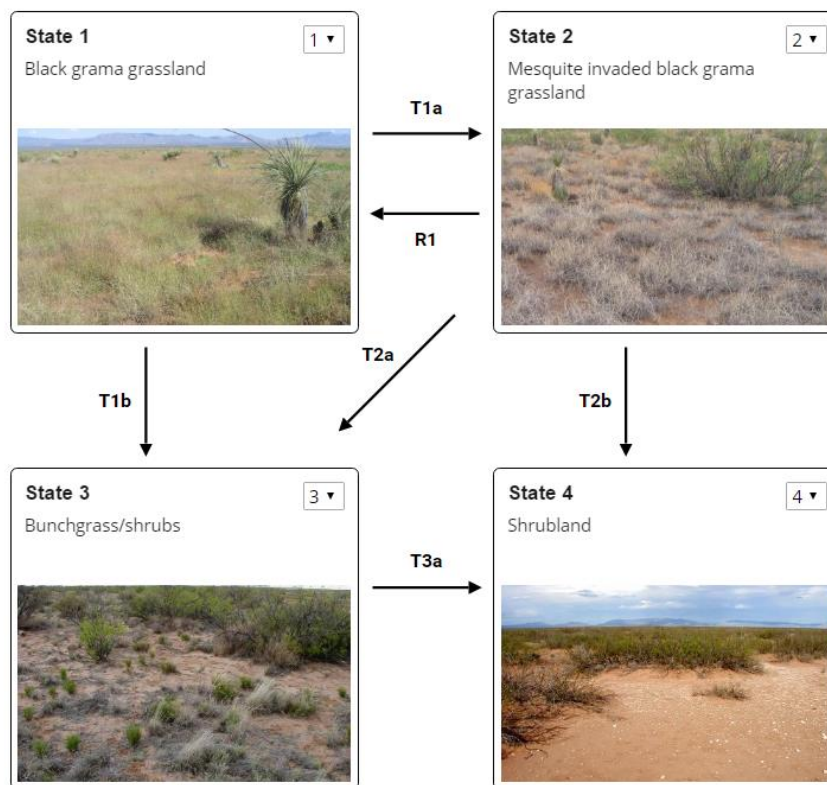 State 1
1
Black grama grassland
State 2
2
Mesquite invaded black grama
grassland
T1a
R1
T2a
T1b
T2b
State 3
3
Bunchgrass/shrubs
State 4
4
Shrubland
T3a